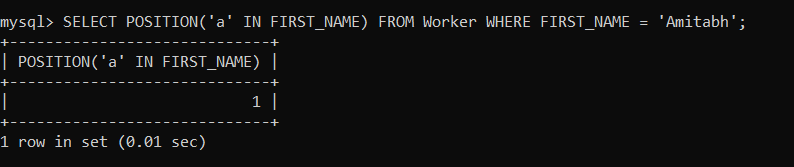 mysql> SELECT POSITION('a' IN FIRST_NAME) FROM Worker WHERE FIRST_NAME = 'Amitabh';
+-----------------------------+
| POSITION('a' IN FIRST_NAME) |
+-----------------------------+
|                           1 |
+-----------------------------+
1 row in set (0.01 sec)